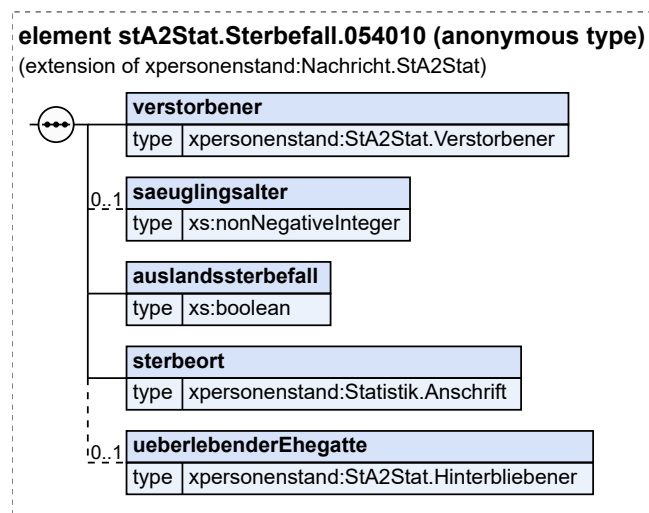 element stA2Stat.Sterbefall.054010 (anonymous type)
(extension of xpersonenstand:Nachricht.StA2Stat)
verstorbener
type xpersonenstand:StA2Stat.Verstorbener
0..1 saeuglingsalter
type xs:nonNegativeInteger
auslandssterbefall
type xs:boolean
sterbeort
type xpersonenstand:Statistik.Anschrift
0..1 ueberlebenderEhegatte
type xpersonenstand:StA2Stat.Hinterbliebener